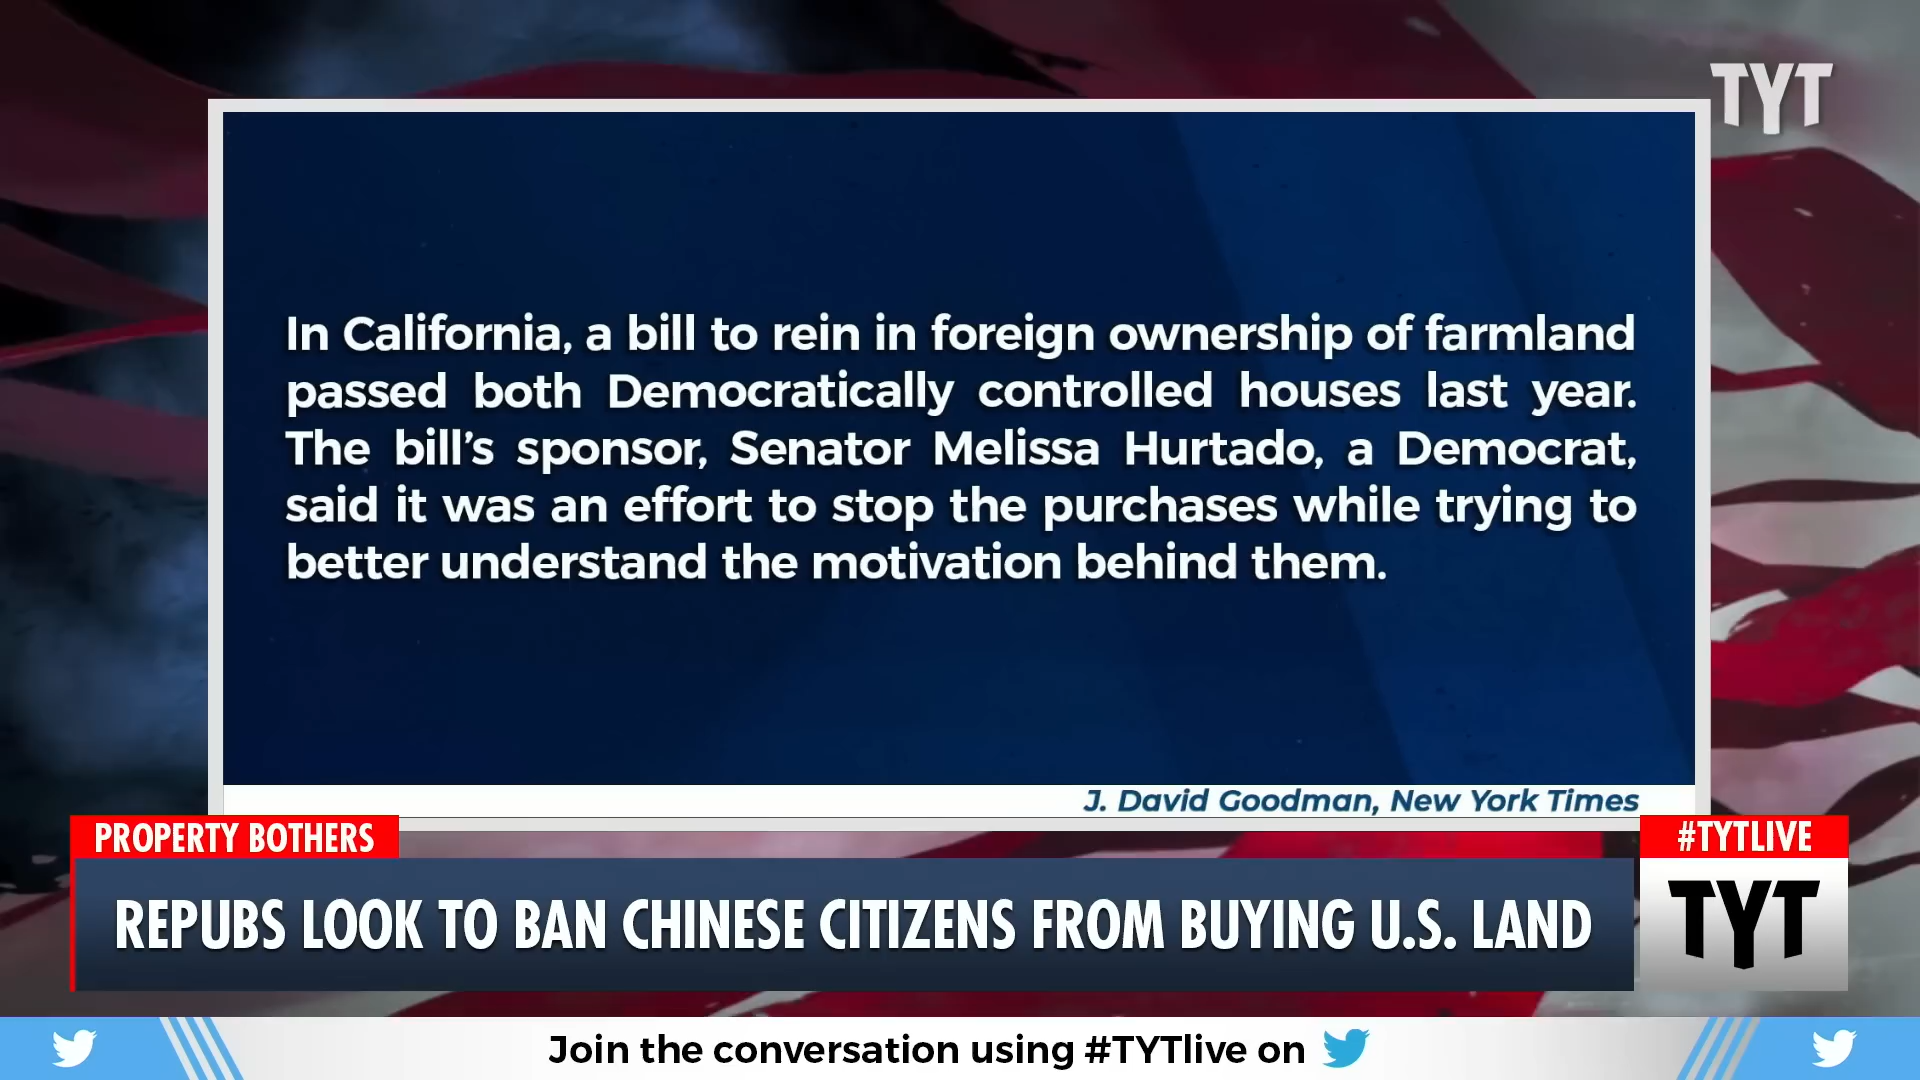 TYT
In California, a bill to rein in foreign ownership of farmland
passed both Democratically controlled houses last year.
The bill’s sponsor, Senator Melissa Hurtado, a Democrat,
said it was an effort to stop the purchases while trying to
better understand the motivation behind them.
J. David Goodman, New York Times
PROPERTY BOTHERS
#TYTLIVE
REPUBS LOOK TO BAN CHINESE CITIZENS FROM BUYING U.S. LAND
TYT
Join the conversation using #TYTlive on